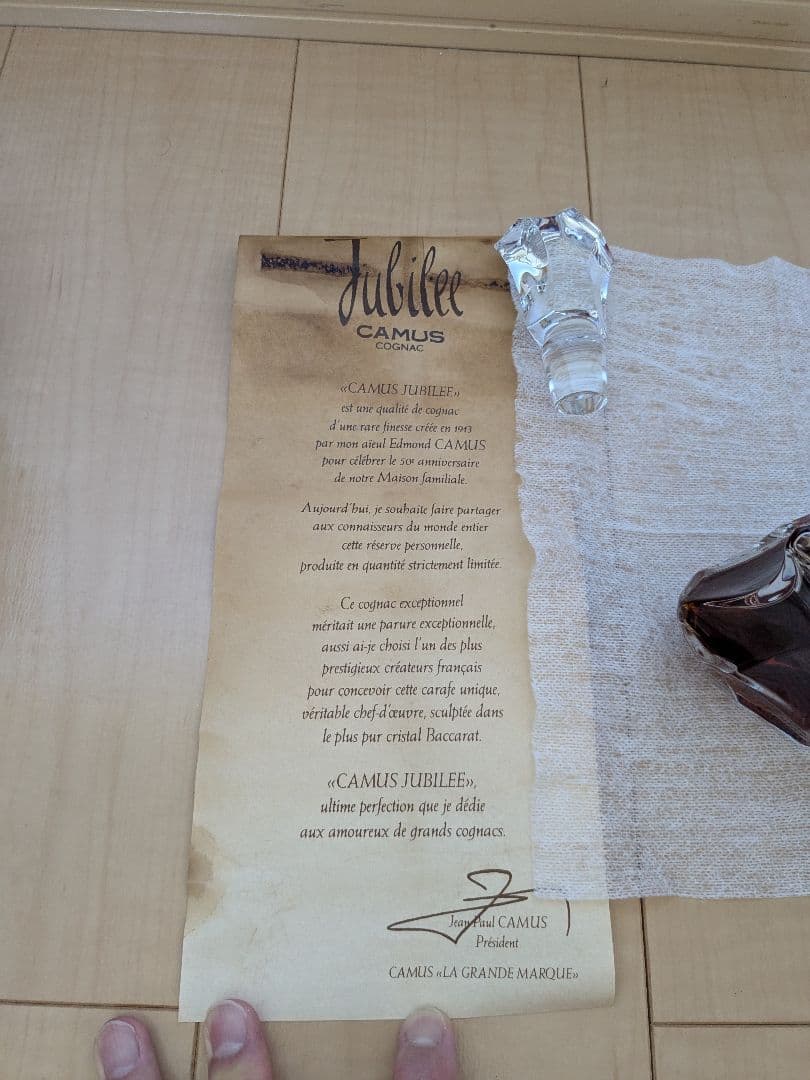 Jubilee
CAMUS
COGNAC
«CAMUS JUBILEE»
est une qualité de cognac
d'une rare finesse créée en 1913
par mon aïeul Edmond CAMUS
pour célébrer le 50e anniversaire
de notre Maison familiale.
Aujourd'hui, je souhaite faire partager
aux connaisseurs du monde entier
cette réserve personnelle,
produite en quantité strictement limitée.
Ce cognac exceptionnel
méritait une parure exceptionnelle,
aussi ai-je choisi l'un des plus
prestigieux créateurs français
pour concevoir cette carafe unique,
véritable chef-d'œuvre, sculptée dans
le plus pur cristal Baccarat.
«CAMUS JUBILEE»,
ultime perfection que je dédie
aux amoureux de grands cognacs.
Jean-Paul CAMUS
Président
CAMUS «LA GRANDE MARQUE»